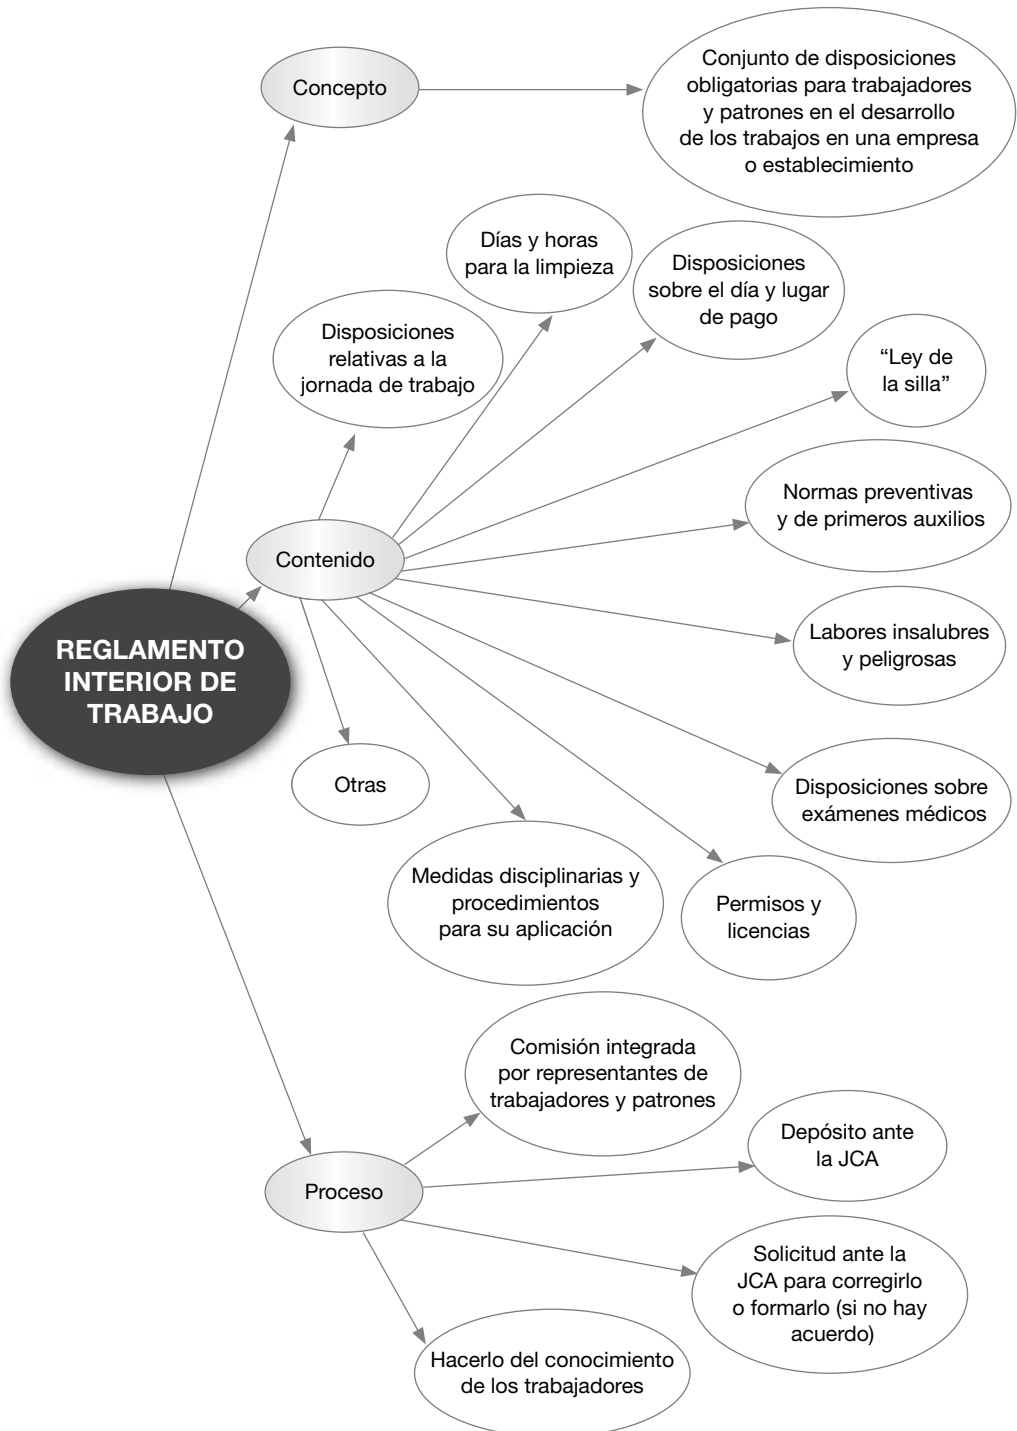 Concepto
Conjunto de disposiciones
obligatorias para trabajadores
y patrones en el desarrollo
de los trabajos en una empresa
o establecimiento
Días y horas
para la limpieza
Disposiciones
sobre el día y lugar
de pago
Disposiciones
relativas a la
jornada de trabajo
“Ley de
la silla”
Normas preventivas
y de primeros auxilios
Contenido
Labores insalubres
y peligrosas
REGLAMENTO
INTERIOR DE
TRABAJO
Otras
Disposiciones sobre
exámenes médicos
Medidas disciplinarias y
procedimientos
para su aplicación
Permisos y
licencias
Comisión integrada
por representantes de
trabajadores y patrones
Depósito ante
la JCA
Proceso
Solicitud ante la
JCA para corregirlo
o formarlo (si no hay
acuerdo)
Hacerlo del conocimiento
de los trabajadores